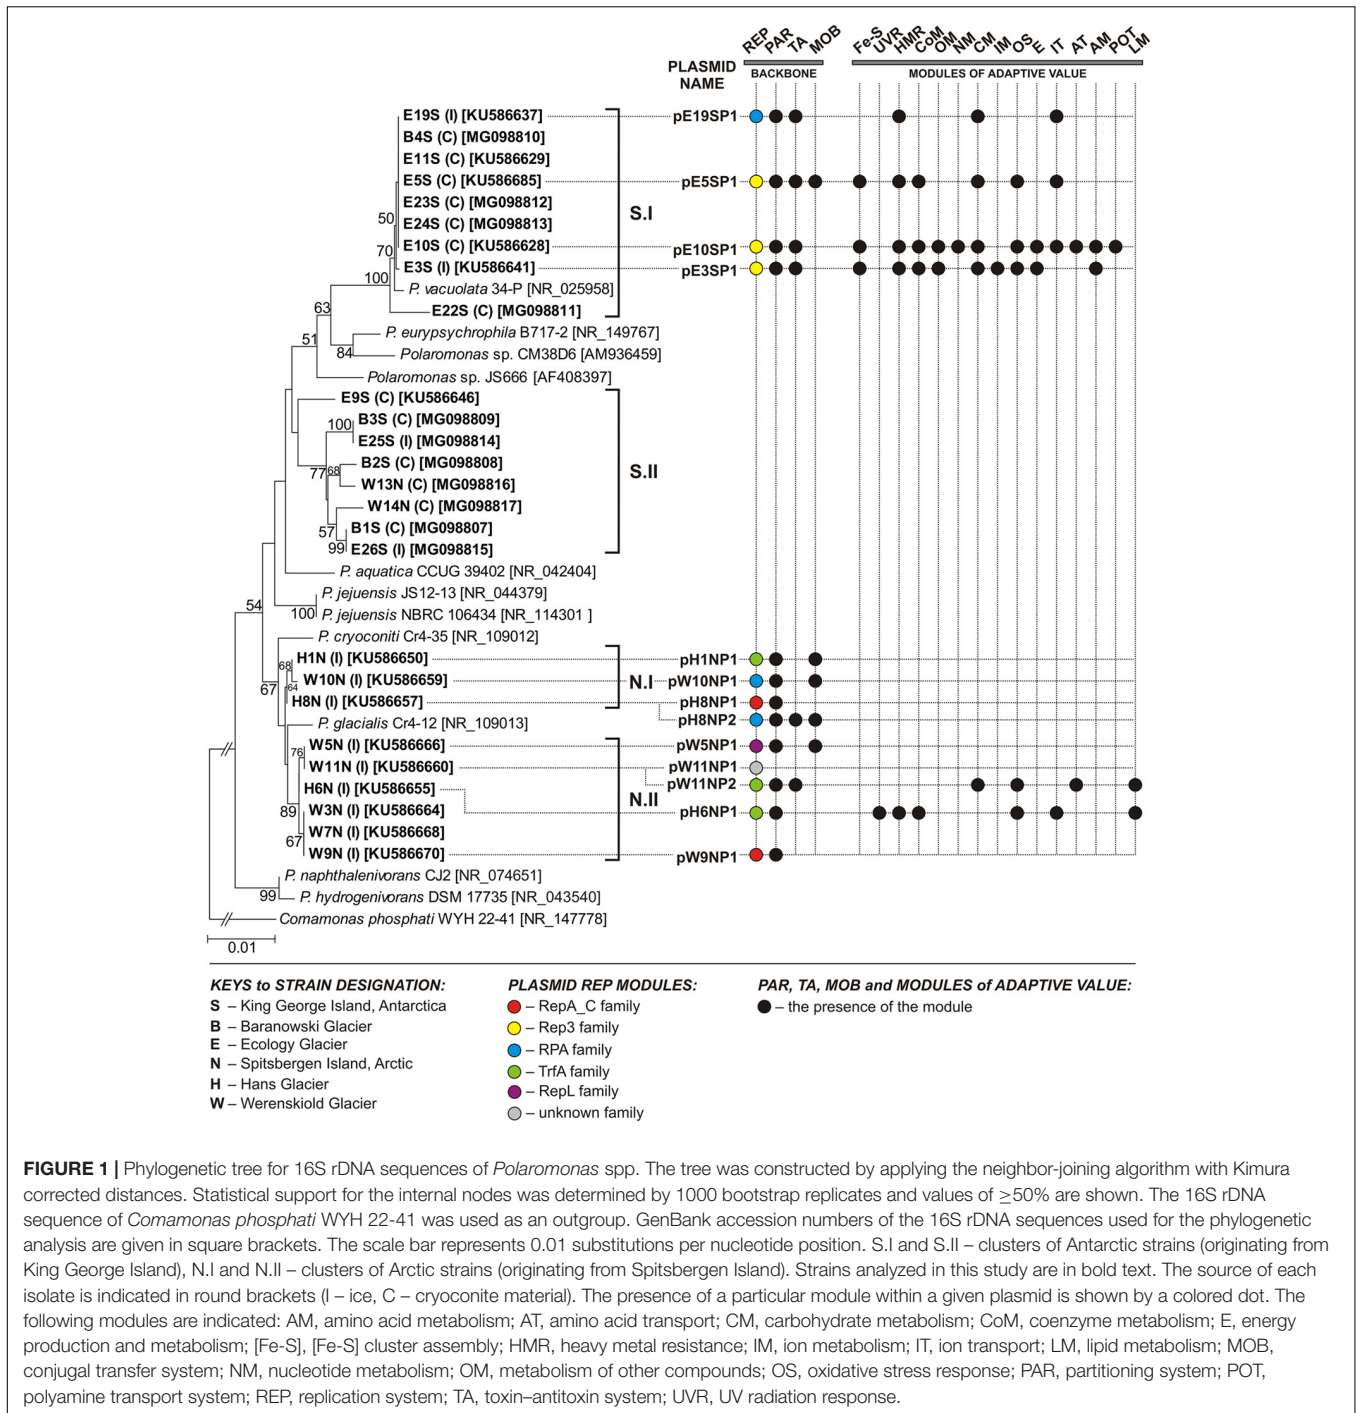 REP PAR TA MOB Fe-S UVR HMR CoM OM NM CM IM OS E IT AT AM POT LM
PLASMID NAME
BACKBONE MODULES OF ADAPTIVE VALUE
E19S (I) [KU586637] pE19SP1
B4S (C) [MG098810]
E11S (C) [KU586629]
E5S (C) [KU586685] pE5SP1
E23S (C) [MG098812]
S.I
50
E24S (C) [MG098813]
70
E10S (C) [KU586628] pE10SP1
E3S (I) [KU586641] pE3SP1
100
P. vacuolata 34-P [NR_025958]
63
E22S (C) [MG098811]
P. eurypsychrophila B717-2 [NR_149767]
51
84
Polaromonas sp. CM38D6 [AM936459]
Polaromonas sp. JS666 [AF408397]
E9S (C) [KU586646]
B3S (C) [MG098809]
100
E25S (I) [MG098814]
B2S (C) [MG098808]
77 68
S.II
W13N (C) [MG098816]
W14N (C) [MG098817]
57
B1S (C) [MG098807]
99
E26S (I) [MG098815]
P. aquatica CCUG 39402 [NR_042404]
P. jejuensis JS12-13 [NR_044379]
54
100
P. jejuensis NBRC 106434 [NR_114301 ]
P. cryoconiti Cr4-35 [NR_109012]
H1N (I) [KU586650] pH1NP1
68
W10N (I) [KU586659] N.I pW10NP1
67 64
H8N (I) [KU586657] pH8NP1
P. glacialis Cr4-12 [NR_109013] pH8NP2
W5N (I) [KU586666] pW5NP1
76
W11N (I) [KU586660] pW11NP1
H6N (I) [KU586655] pW11NP2
N.II
89
W3N (I) [KU586664] pH6NP1
W7N (I) [KU586668]
67
W9N (I) [KU586670] pW9NP1
P. naphthalenivorans CJ2 [NR_074651]
99
P. hydrogenivorans DSM 17735 [NR_043540]
Comamonas phosphati WYH 22-41 [NR_147778]
0.01
KEYS to STRAIN DESIGNATION:
S – King George Island, Antarctica
B – Baranowski Glacier
E – Ecology Glacier
N – Spitsbergen Island, Arctic
H – Hans Glacier
W – Werenskiold Glacier
PLASMID REP MODULES:
– RepA_C family
– Rep3 family
– RPA family
– TrfA family
– RepL family
– unknown family
PAR, TA, MOB and MODULES of ADAPTIVE VALUE:
– the presence of the module
FIGURE 1 | Phylogenetic tree for 16S rDNA sequences of Polaromonas spp. The tree was constructed by applying the neighbor-joining algorithm with Kimura
corrected distances. Statistical support for the internal nodes was determined by 1000 bootstrap replicates and values of ≥50% are shown. The 16S rDNA
sequence of Comamonas phosphati WYH 22-41 was used as an outgroup. GenBank accession numbers of the 16S rDNA sequences used for the phylogenetic
analysis are given in square brackets. The scale bar represents 0.01 substitutions per nucleotide position. S.I and S.II – clusters of Antarctic strains (originating from
King George Island), N.I and N.II – clusters of Arctic strains (originating from Spitsbergen Island). Strains analyzed in this study are in bold text. The source of each
isolate is indicated in round brackets (I – ice, C – cryoconite material). The presence of a particular module within a given plasmid is shown by a colored dot. The
following modules are indicated: AM, amino acid metabolism; AT, amino acid transport; CM, carbohydrate metabolism; CoM, coenzyme metabolism; E, energy
production and metabolism; [Fe-S], [Fe-S] cluster assembly; HMR, heavy metal resistance; IM, ion metabolism; IT, ion transport; LM, lipid metabolism; MOB,
conjugal transfer system; NM, nucleotide metabolism; OM, metabolism of other compounds; OS, oxidative stress response; PAR, partitioning system; POT,
polyamine transport system; REP, replication system; TA, toxin–antitoxin system; UVR, UV radiation response.